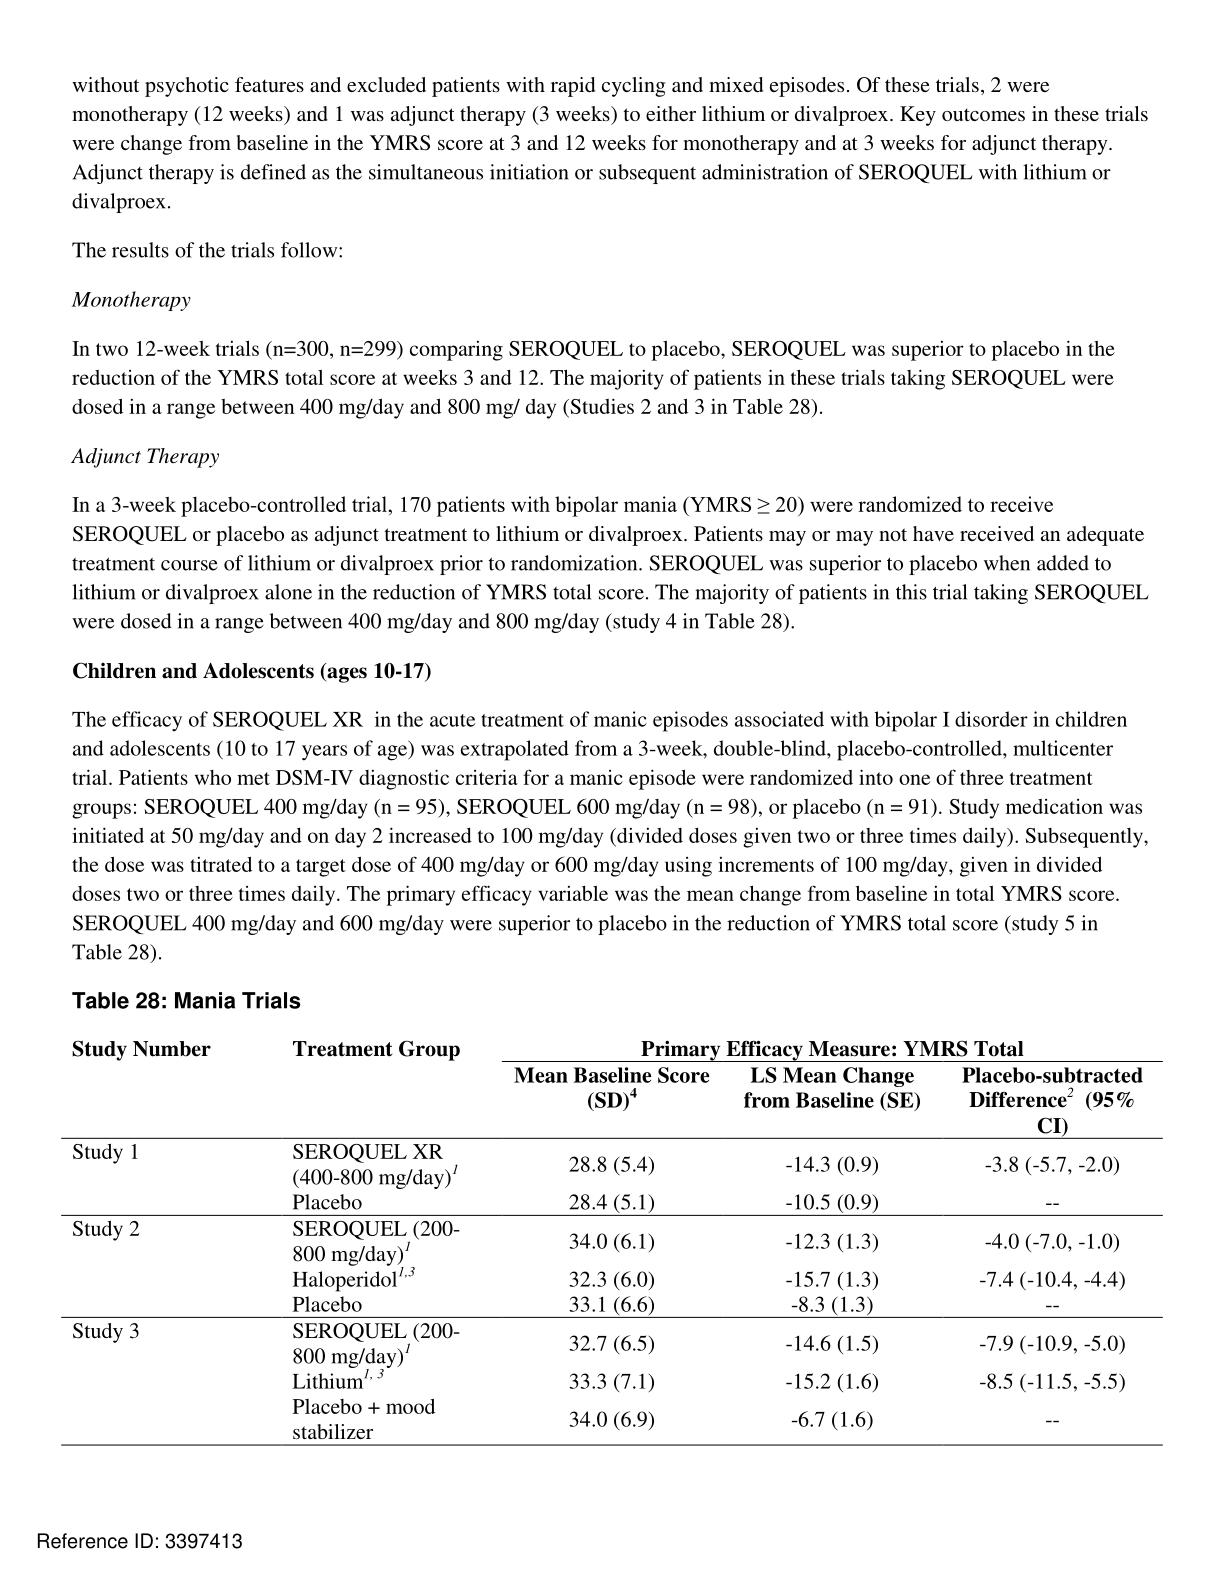 without psychotic features and excluded patients with rapid cycling and mixed episodes. Of these trials, 2 were
monotherapy (12 weeks) and 1 was adjunct therapy (3 weeks) to either lithium or divalproex. Key outcomes in these trials
were change from baseline in the YMRS score at 3 and 12 weeks for monotherapy and at 3 weeks for adjunct therapy.
Adjunct therapy is defined as the simultaneous initiation or subsequent administration of SEROQUEL with lithium or
divalproex.
The results of the trials follow:
Monotherapy
In two 12-week trials (n=300, n=299) comparing SEROQUEL to placebo, SEROQUEL was superior to placebo in the
reduction of the YMRS total score at weeks 3 and 12. The majority of patients in these trials taking SEROQUEL were
dosed in a range between 400 mg/day and 800 mg/ day (Studies 2 and 3 in Table 28).
Adjunct Therapy
In a 3-week placebo-controlled trial, 170 patients with bipolar mania (YMRS ≥ 20) were randomized to receive
SEROQUEL or placebo as adjunct treatment to lithium or divalproex. Patients may or may not have received an adequate
treatment course of lithium or divalproex prior to randomization. SEROQUEL was superior to placebo when added to
lithium or divalproex alone in the reduction of YMRS total score. The majority of patients in this trial taking SEROQUEL
were dosed in a range between 400 mg/day and 800 mg/day (study 4 in Table 28).
Children and Adolescents (ages 10-17)
The efficacy of SEROQUEL XR in the acute treatment of manic episodes associated with bipolar I disorder in children
and adolescents (10 to 17 years of age) was extrapolated from a 3-week, double-blind, placebo-controlled, multicenter
trial. Patients who met DSM-IV diagnostic criteria for a manic episode were randomized into one of three treatment
groups: SEROQUEL 400 mg/day (n = 95), SEROQUEL 600 mg/day (n = 98), or placebo (n = 91). Study medication was
initiated at 50 mg/day and on day 2 increased to 100 mg/day (divided doses given two or three times daily). Subsequently,
the dose was titrated to a target dose of 400 mg/day or 600 mg/day using increments of 100 mg/day, given in divided
doses two or three times daily. The primary efficacy variable was the mean change from baseline in total YMRS score.
SEROQUEL 400 mg/day and 600 mg/day were superior to placebo in the reduction of YMRS total score (study 5 in
Table 28).
Table 28: Mania Trials
Study Number Treatment Group Primary Efficacy Measure: YMRS Total
Mean Baseline Score LS Mean Change Placebo-subtracted
(SD)⁴ from Baseline (SE) Difference² (95%
CI)
Study 1 SEROQUEL XR
(400-800 mg/day)¹ 28.8 (5.4) -14.3 (0.9) -3.8 (-5.7, -2.0)
Placebo 28.4 (5.1) -10.5 (0.9) --
Study 2 SEROQUEL (200-
800 mg/day)¹ 34.0 (6.1) -12.3 (1.3) -4.0 (-7.0, -1.0)
Haloperidol¹,³ 32.3 (6.0) -15.7 (1.3) -7.4 (-10.4, -4.4)
Placebo 33.1 (6.6) -8.3 (1.3) --
Study 3 SEROQUEL (200-
800 mg/day)¹ 32.7 (6.5) -14.6 (1.5) -7.9 (-10.9, -5.0)
Lithium¹, ³ 33.3 (7.1) -15.2 (1.6) -8.5 (-11.5, -5.5)
Placebo + mood
stabilizer 34.0 (6.9) -6.7 (1.6) --
Reference ID: 3397413